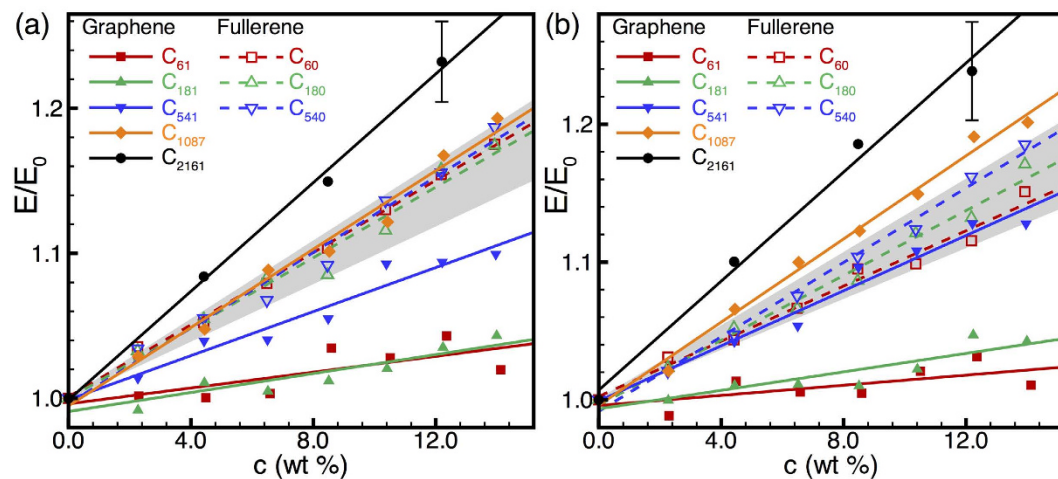 (a) Graphene Fullerene
C61 C60
C181 C180
C541 C540
C1087
C2161
E/E0
1.2
1.1
1.0
0.0 4.0 8.0 12.0
c (wt %)
(b) Graphene Fullerene
C61 C60
C181 C180
C541 C540
C1087
C2161
E/E0
1.2
1.1
1.0
0.0 4.0 8.0 12.0
c (wt %)